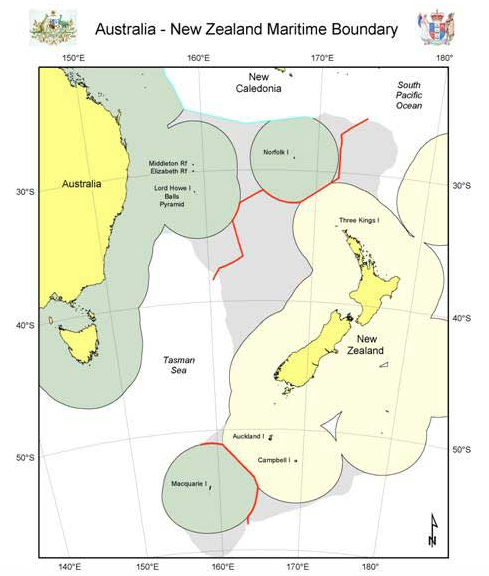 Australia - New Zealand Maritime Boundary
150°E
160°E
170°E
180°
New
Caledonia
South
Pacific
Ocean
Norfolk I
Middleton Rf
Elizabeth Rf
Australia
Lord Howe I
Balls
Pyramid
30°S
30°S
Three Kings I
40°S
40°S
New
Zealand
Tasman
Sea
Auckland I
Campbell I
50°S
50°S
Macquarie I
N
140°E
150°E
160°E
170°E
180°